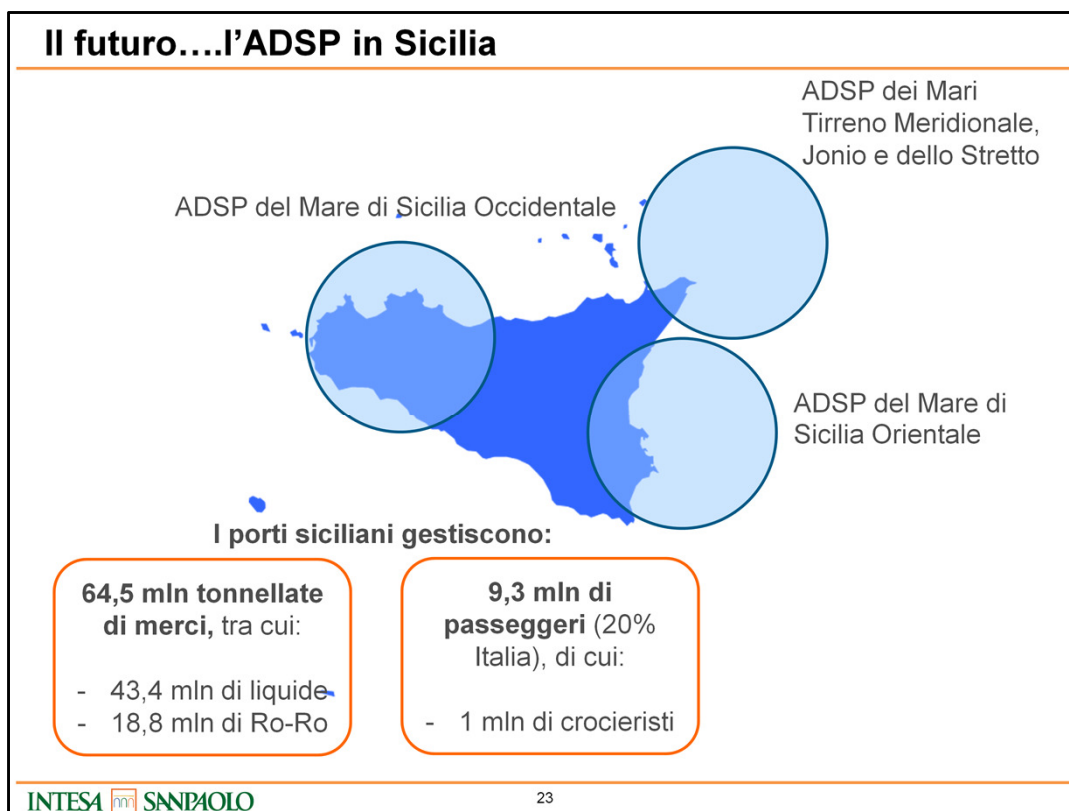 Il futuro….l’ADSP in Sicilia
ADSP dei Mari
Tirreno Meridionale,
Jonio e dello Stretto
ADSP del Mare di Sicilia Occidentale
ADSP del Mare di
Sicilia Orientale
I porti siciliani gestiscono:
64,5 mln tonnellate
di merci, tra cui:
- 43,4 mln di liquide
- 18,8 mln di Ro-Ro
9,3 mln di
passeggeri (20%
Italia), di cui:
- 1 mln di crocieristi
INTESA SANPAOLO
23